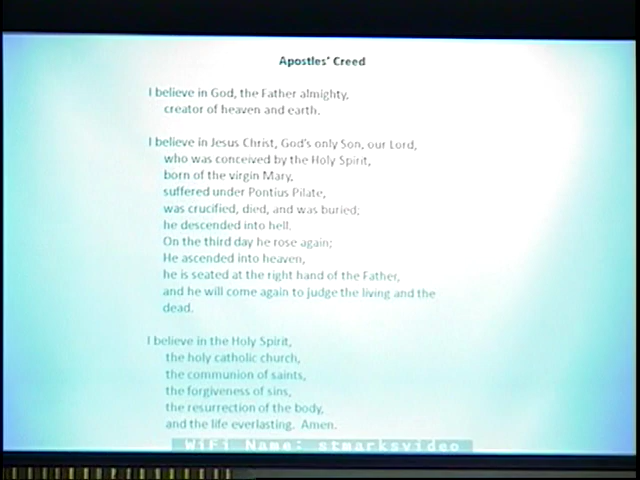 Apostles' Creed
I believe in God, the Father almighty,
creator of heaven and earth.
I believe in Jesus Christ, God's only Son, our Lord,
who was conceived by the Holy Spirit,
born of the virgin Mary,
suffered under Pontius Pilate,
was crucified, died, and was buried;
he descended into hell.
On the third day he rose again;
He ascended into heaven,
he is seated at the right hand of the Father,
and he will come again to judge the living and the
dead.
I believe in the Holy Spirit,
the holy catholic church,
the communion of saints,
the forgiveness of sins,
the resurrection of the body,
and the life everlasting. Amen.
WiFi Name: stmarksvideo